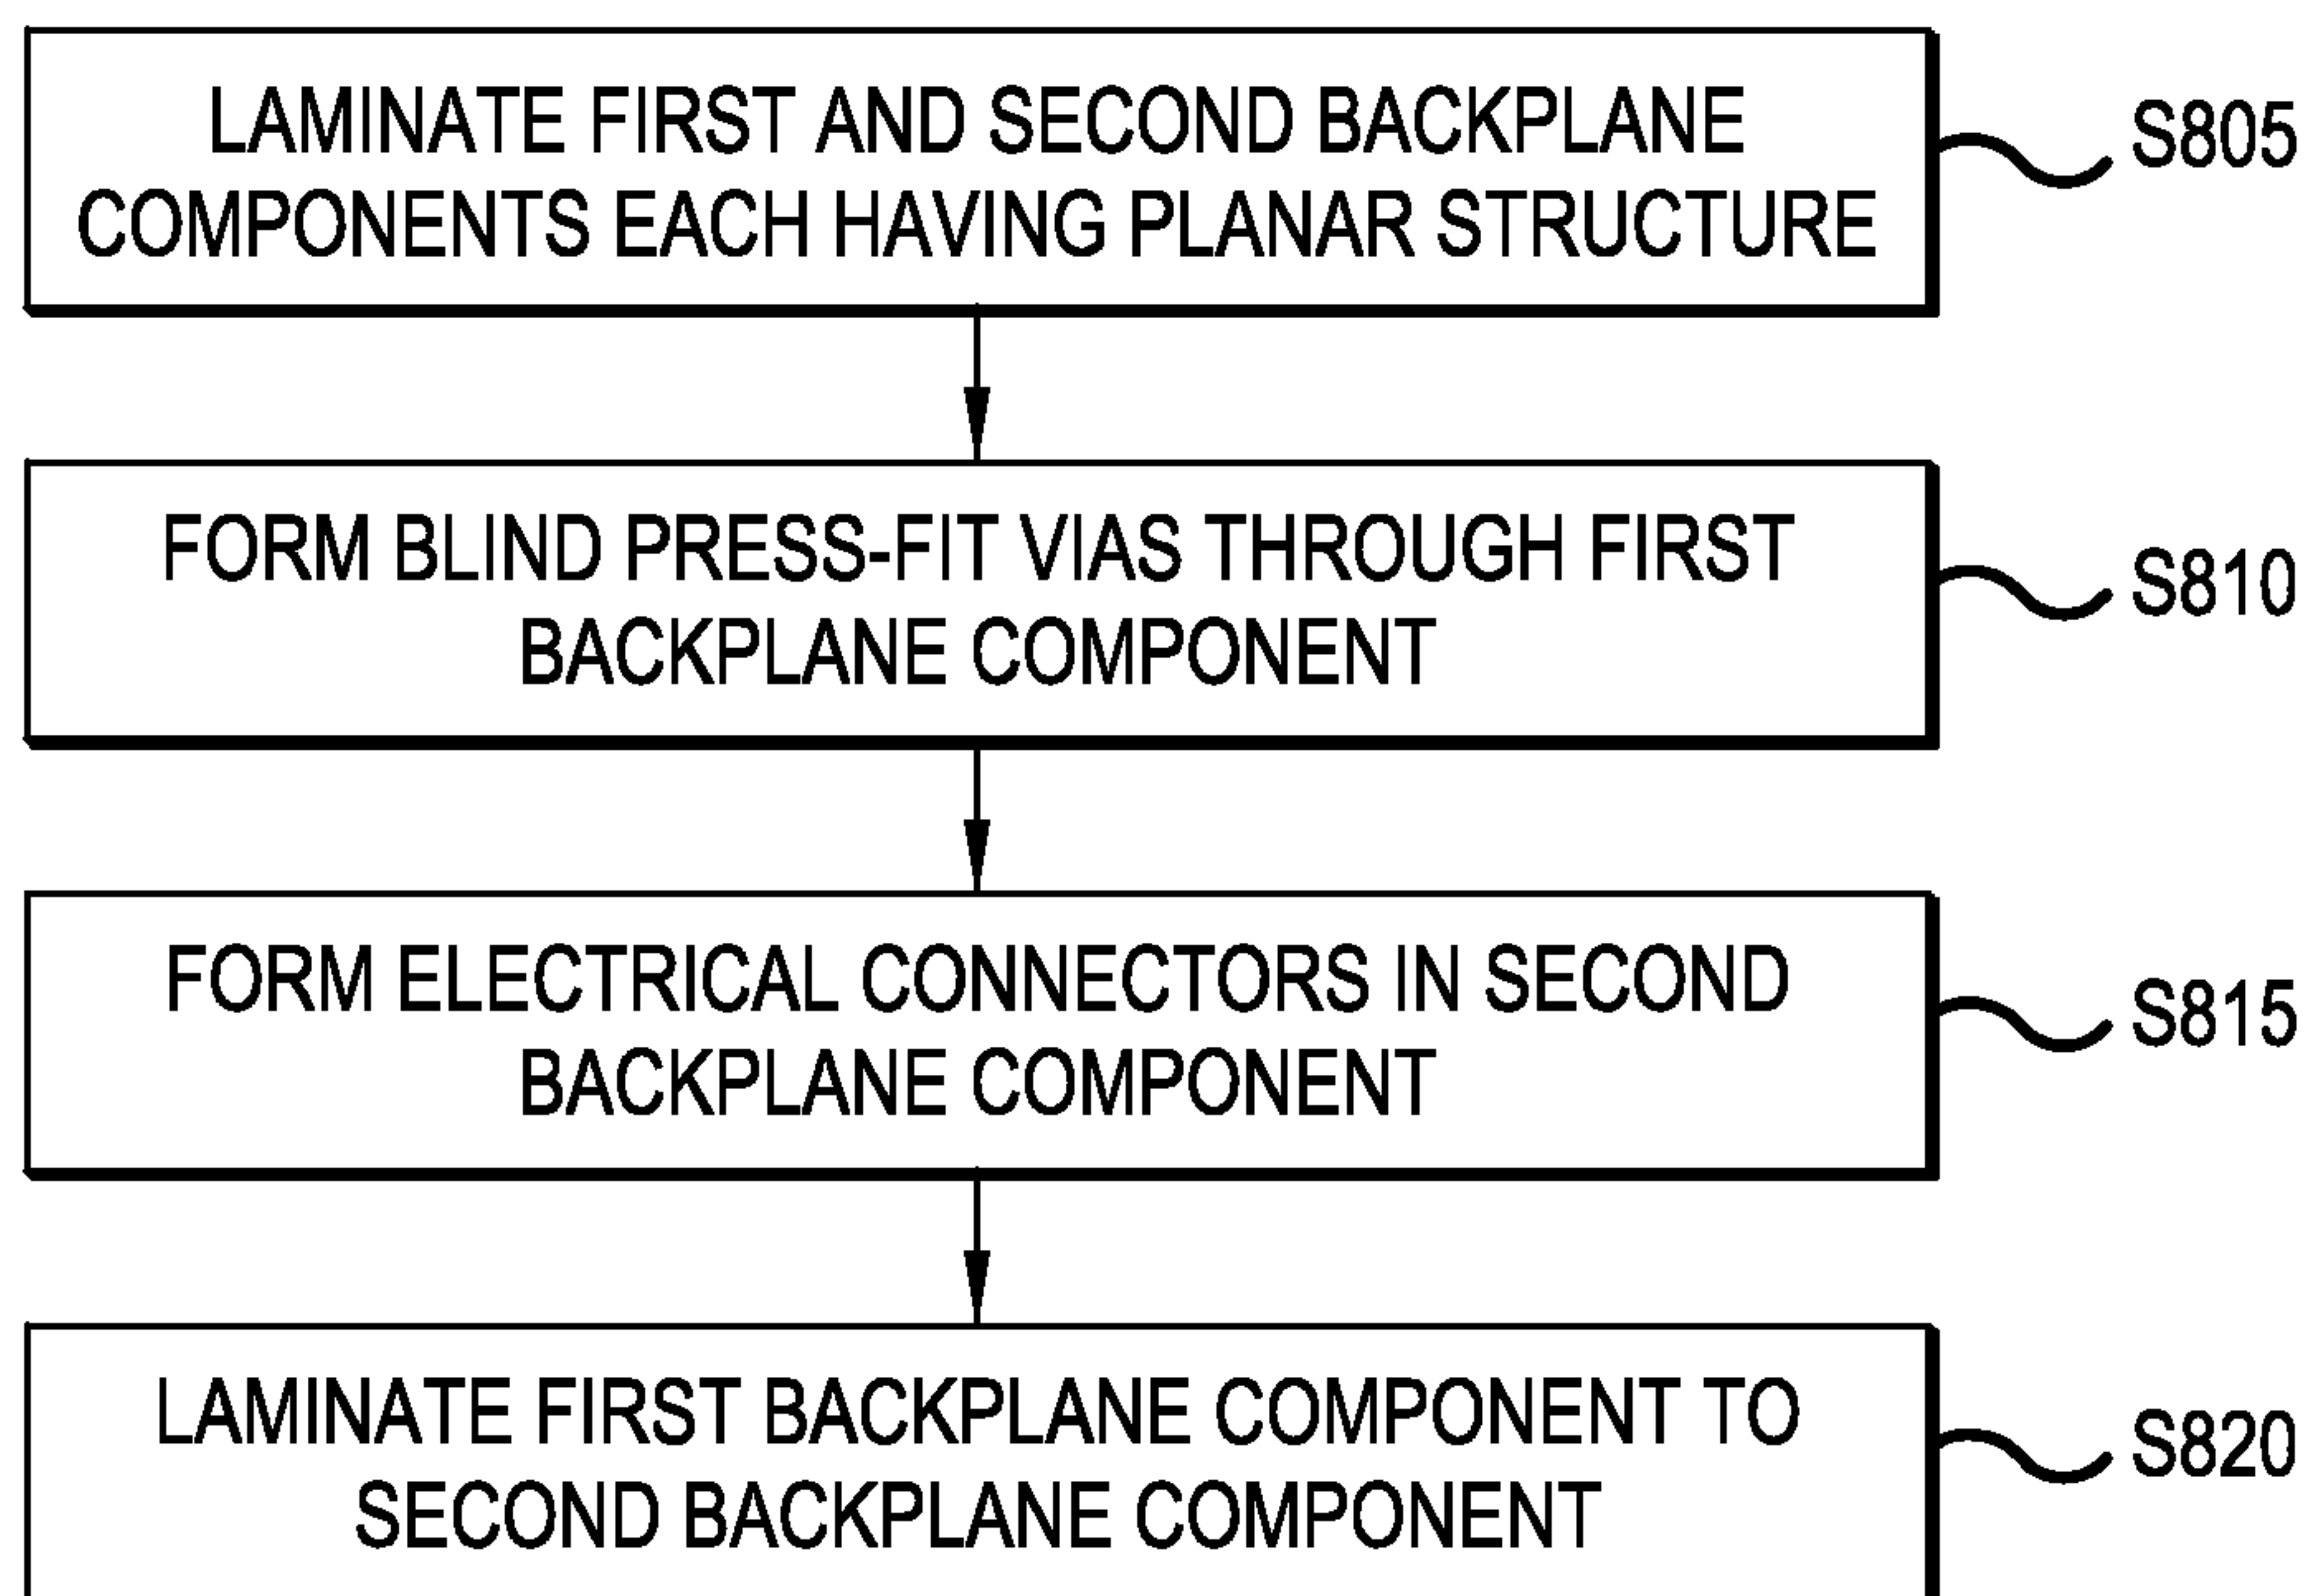 LAMINATE FIRST AND SECOND BACKPLANE
COMPONENTS EACH HAVING PLANAR STRUCTURE
S805
FORM BLIND PRESS-FIT VIAS THROUGH FIRST
BACKPLANE COMPONENT
S810
FORM ELECTRICAL CONNECTORS IN SECOND
BACKPLANE COMPONENT
S815
LAMINATE FIRST BACKPLANE COMPONENT TO
SECOND BACKPLANE COMPONENT
S820